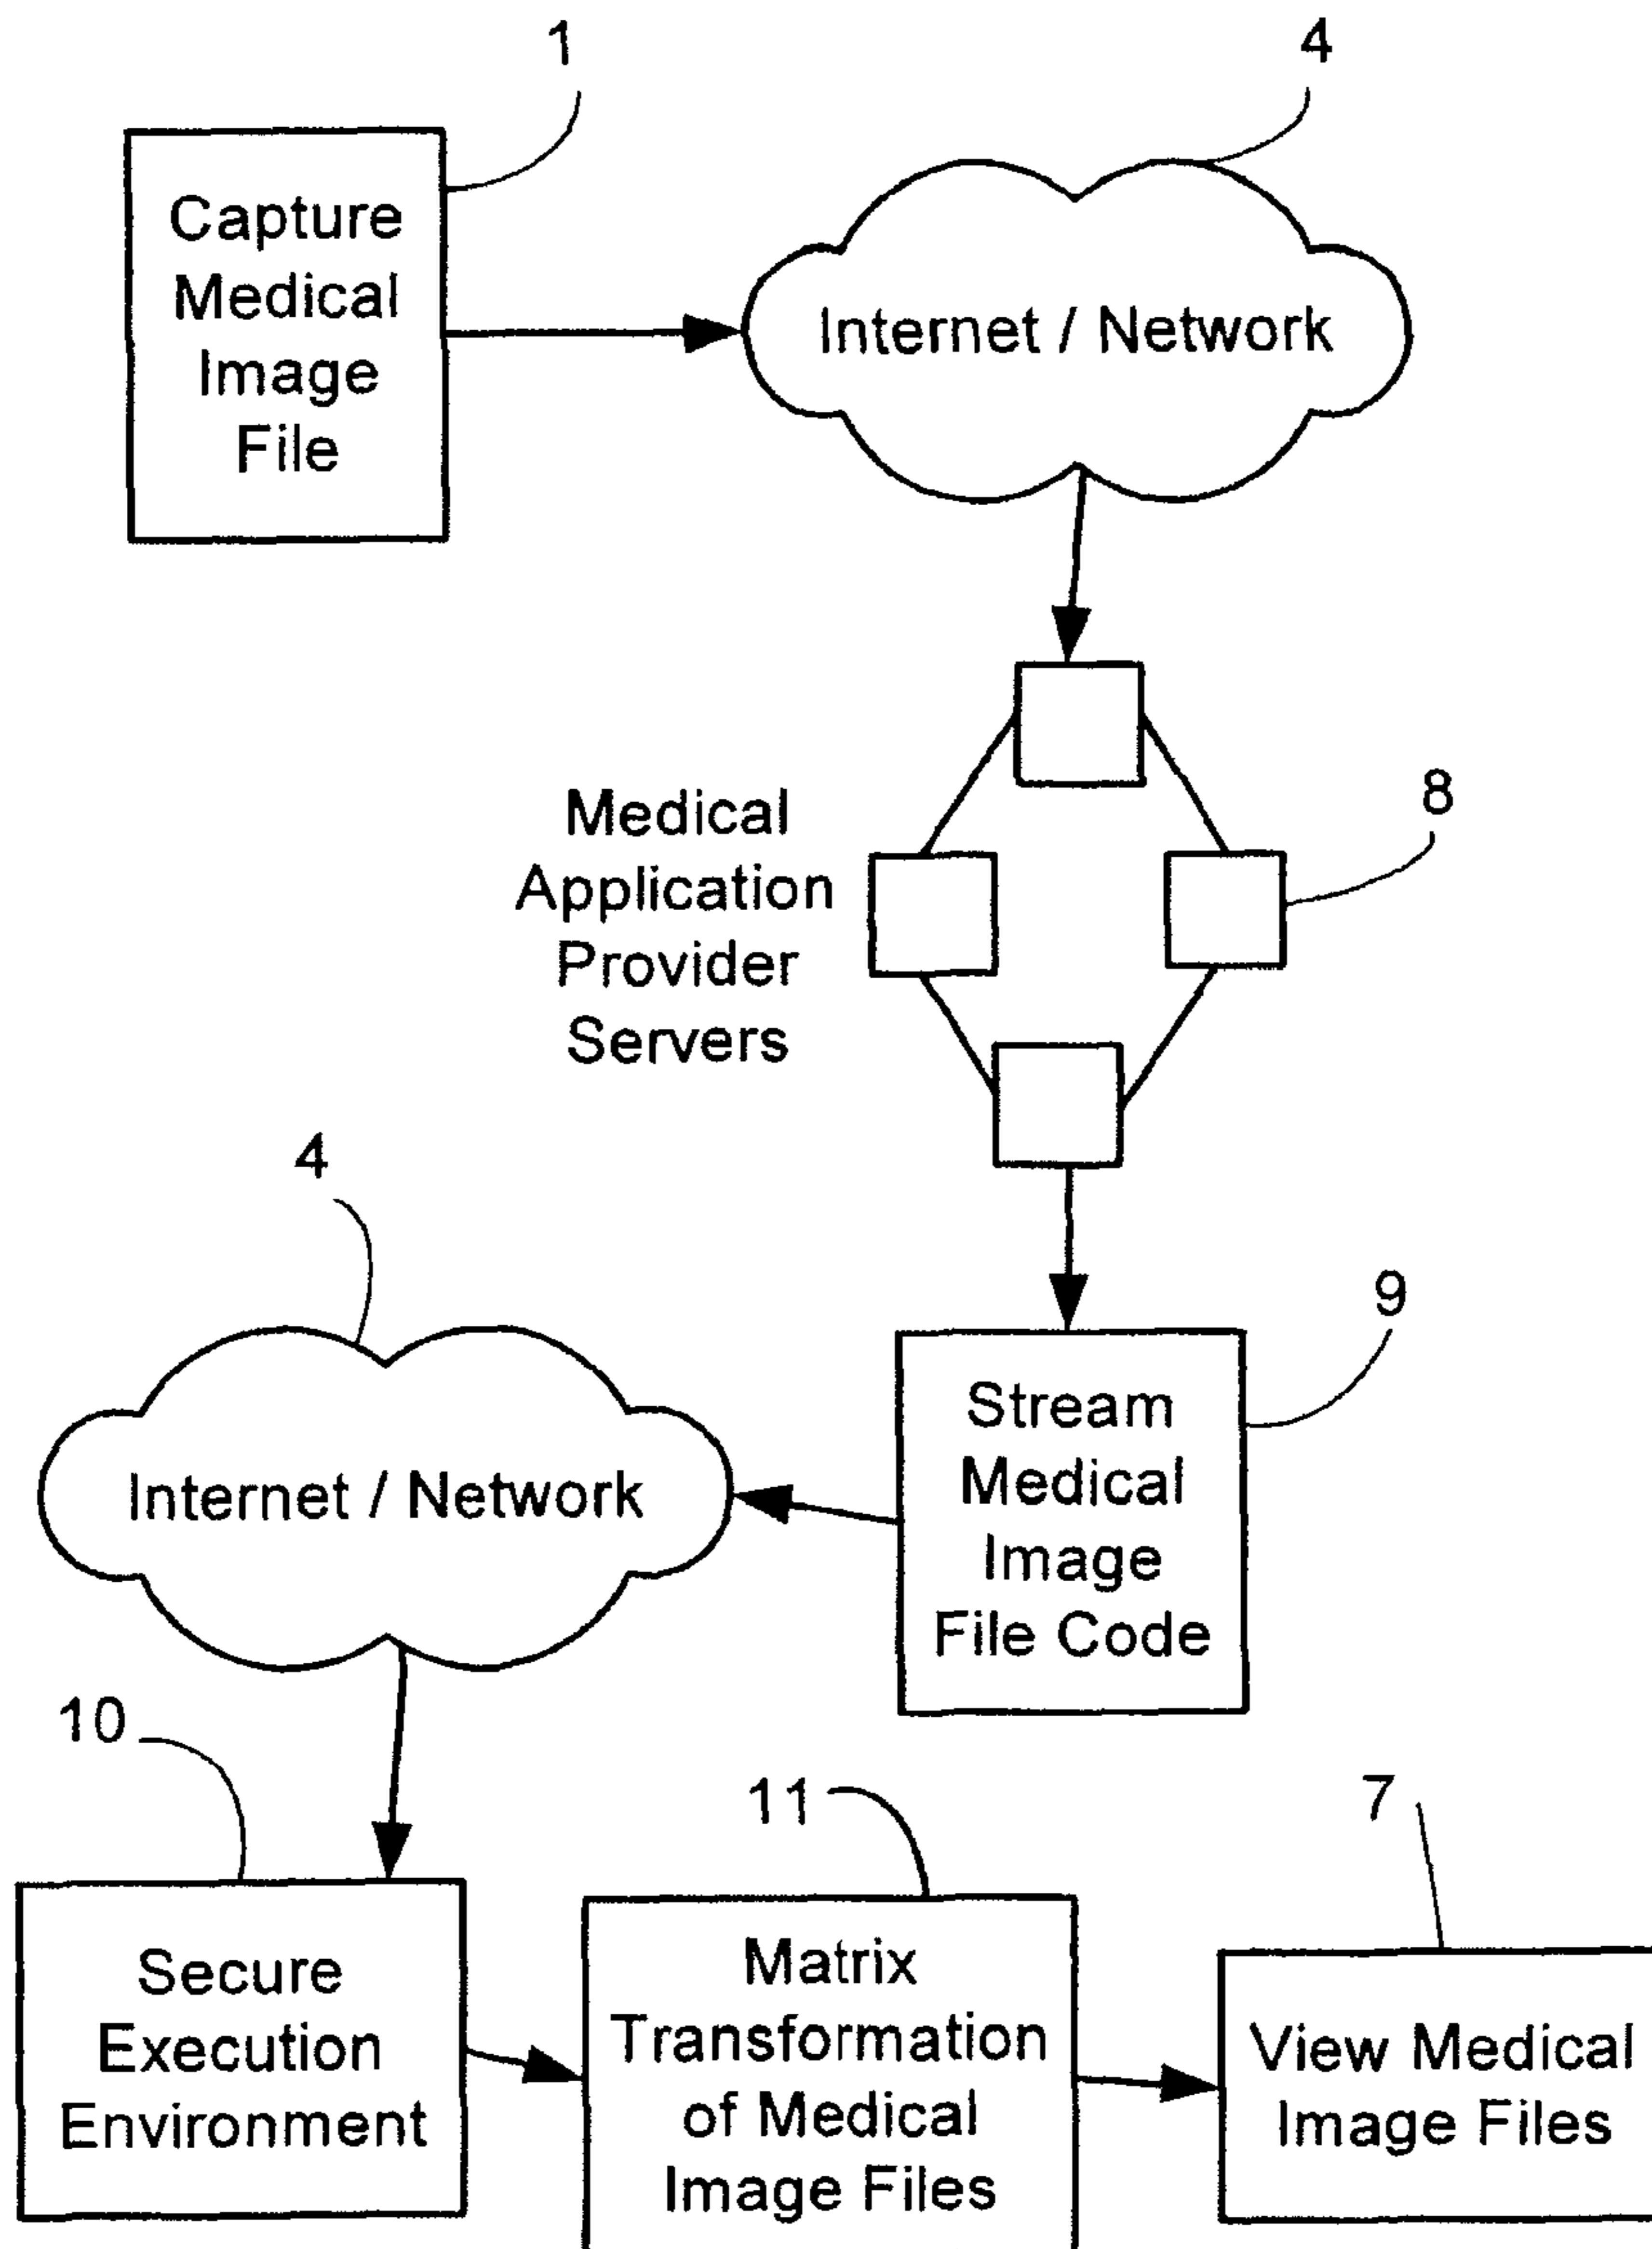 1
4
Capture
Medical
Image
File
Internet / Network
Medical
Application
Provider
Servers
8
4
9
Stream
Medical
Image
File Code
Internet / Network
10
11
7
Secure
Execution
Environment
Matrix
Transformation
of Medical
Image Files
View Medical
Image Files